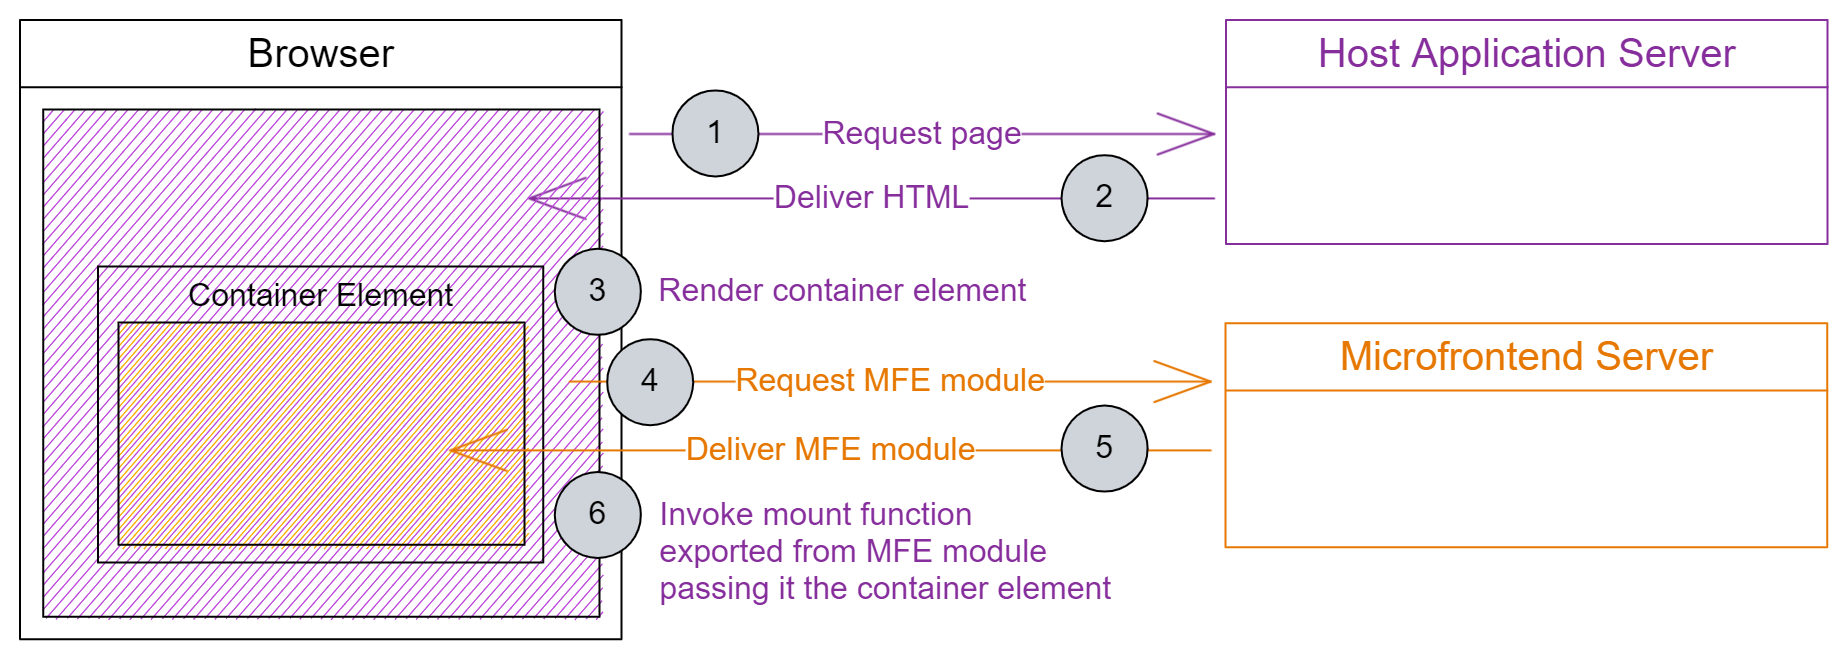 Browser
Host Application Server
1
Request page
Deliver HTML
2
Container Element
3
Render container element
Microfrontend Server
4
Request MFE module
Deliver MFE module
5
6
Invoke mount function
exported from MFE module
passing it the container element